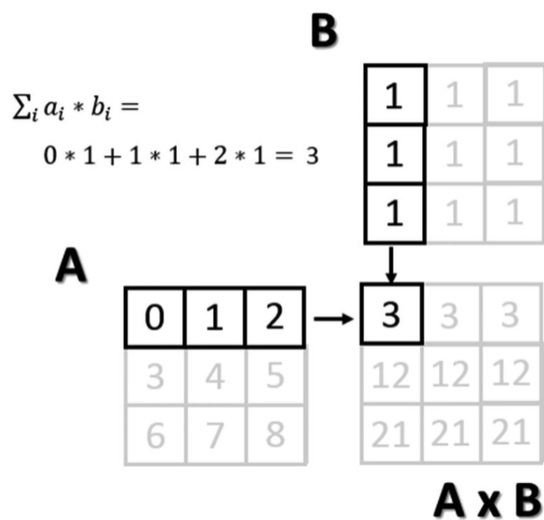 B
∑ᵢ aᵢ * bᵢ =
0 * 1 + 1 * 1 + 2 * 1 = 3
1 1 1
1 1 1
1 1 1
A
0 1 2
3 4 5
6 7 8
3 3 3
12 12 12
21 21 21
A x B